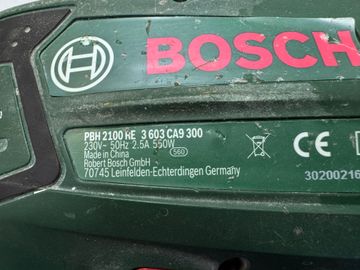 BOSCH
PBH 2100 RE 3 603 CA9 300
230V~ 50Hz 2.5A 550W
Made in China S60
Robert Bosch GmbH
70745 Leinfelden-Echterdingen Germany
CE
30200216